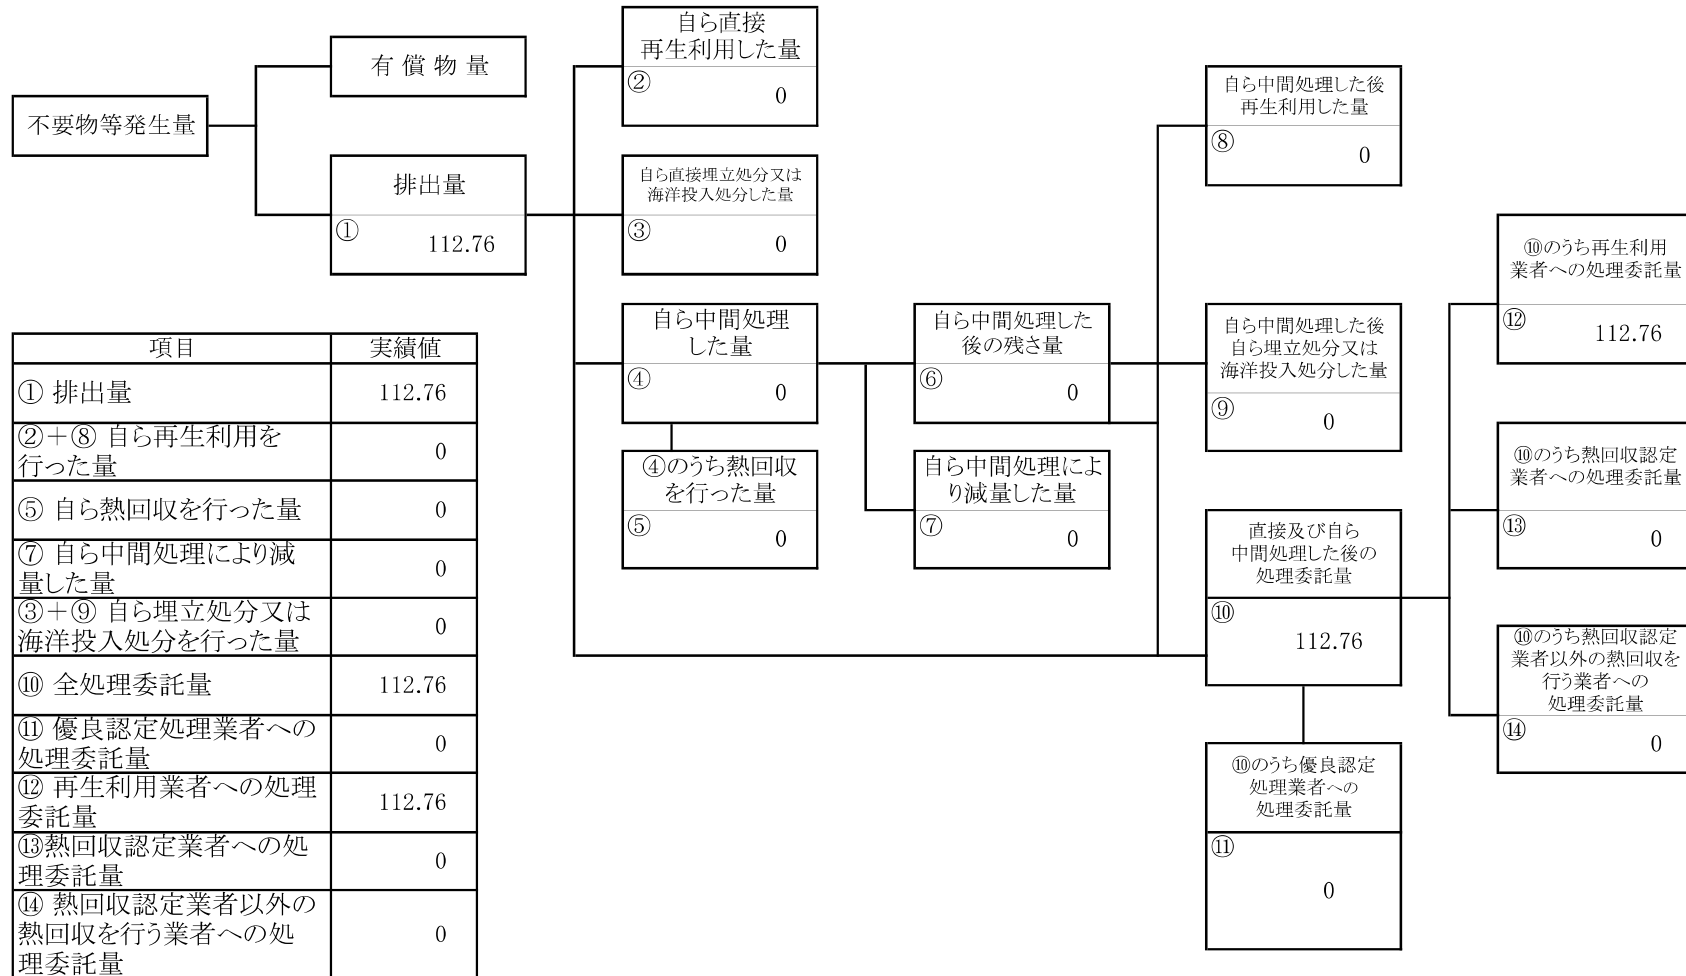 不要物等発生量
有 償 物 量
排出量
①
112.76
自ら直接
再生利用した量
②
0
自ら直接埋立処分又は
海洋投入処分した量
③
0
自ら中間処理
した量
④
0
④のうち熱回収
を行った量
⑤
0
自ら中間処理した
後の残さ量
⑥
0
自ら中間処理によ
り減量した量
⑦
0
自ら中間処理した後
再生利用した量
⑧
0
自ら中間処理した後
自ら埋立処分又は
海洋投入処分した量
⑨
0
直接及び自ら
中間処理した後の
処理委託量
⑩
112.76
⑩のうち優良認定
処理業者への
処理委託量
⑪
0
⑩のうち再生利用
業者への処理委託量
⑫
112.76
⑩のうち熱回収認定
業者への処理委託量
⑬
0
⑩のうち熱回収認定
業者以外の熱回収を
行う業者への
処理委託量
⑭
0
項目 実績値
① 排出量 112.76
②+⑧ 自ら再生利用を
行った量 0
⑤ 自ら熱回収を行った量 0
⑦ 自ら中間処理により減
量した量 0
③+⑨ 自ら埋立処分又は
海洋投入処分を行った量 0
⑩ 全処理委託量 112.76
⑪ 優良認定処理業者への
処理委託量 0
⑫ 再生利用業者への処理
委託量 112.76
⑬熱回収認定業者への処
理委託量 0
⑭ 熱回収認定業者以外の
熱回収を行う業者への処
理委託量 0